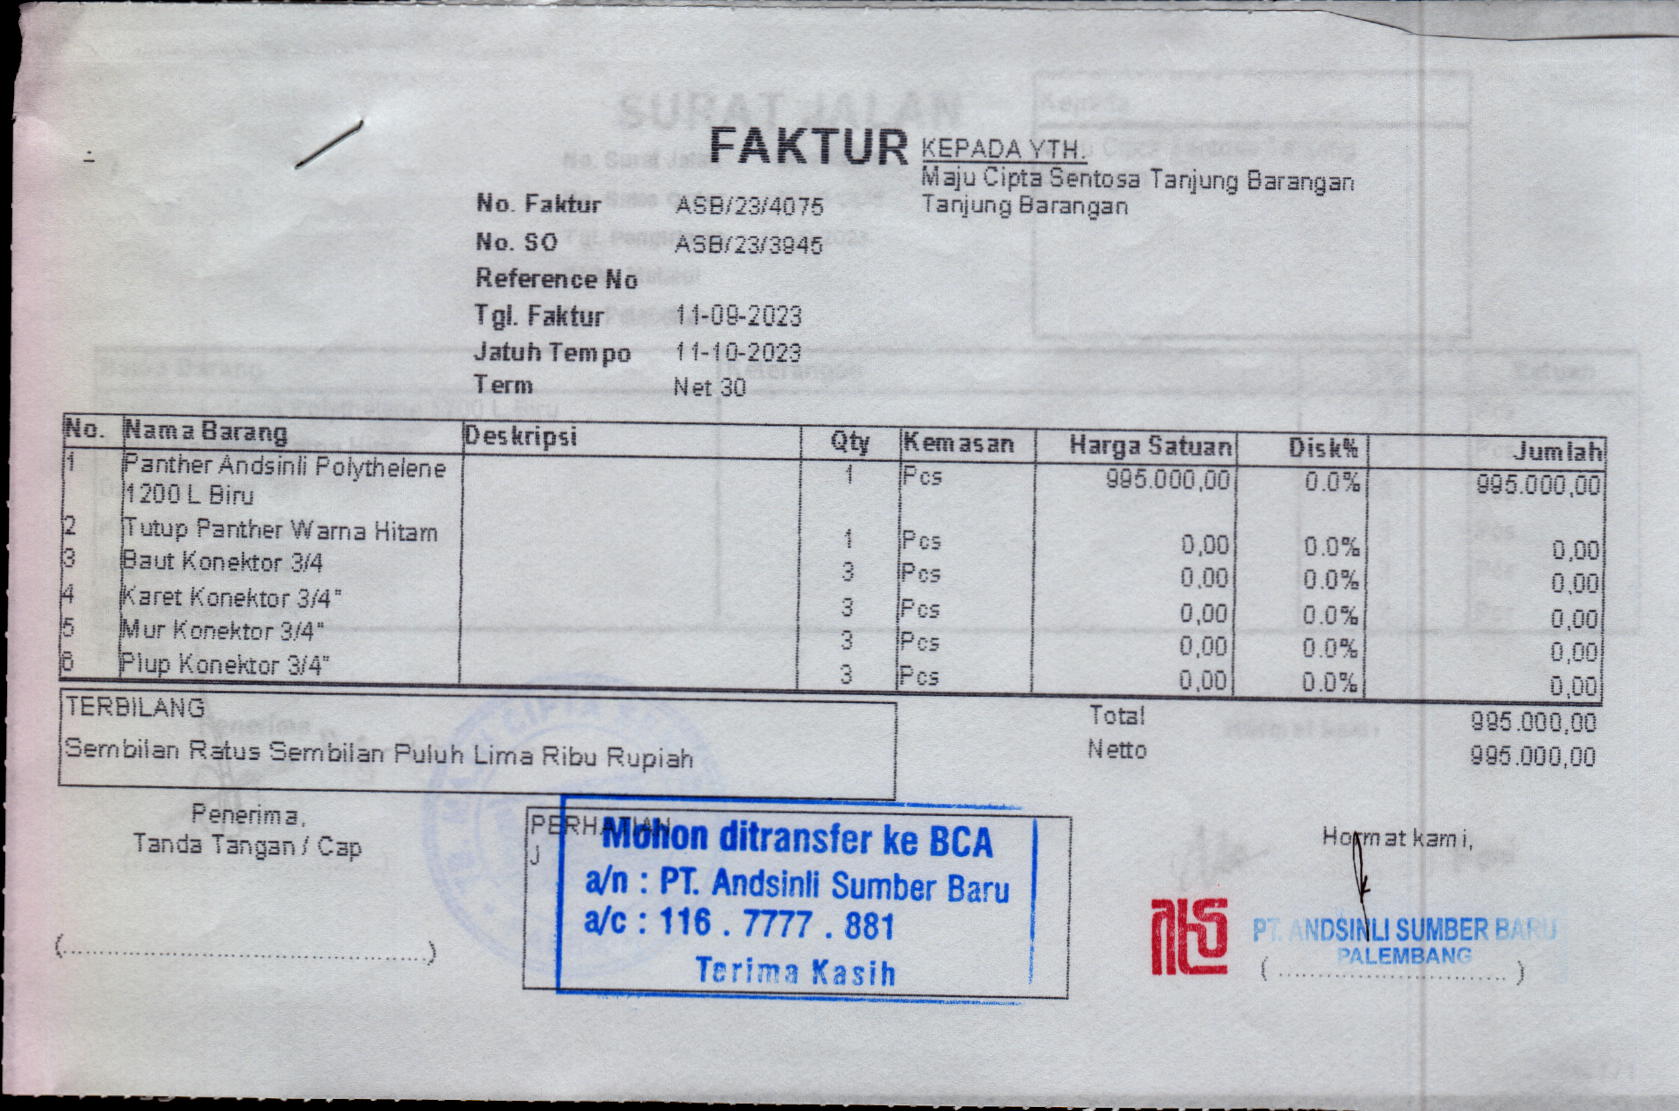 FAKTUR
KEPADA YTH.
Maju Cipta Sentosa Tanjung Barangan
Tanjung Barangan
No. Faktur ASB/23/4075
No. SO ASB/23/3945
Reference No
Tgl. Faktur 11-09-2023
Jatuh Tempo 11-10-2023
Term Net 30
No. Nama Barang Deskripsi Qty Kemasan Harga Satuan Disk% Jumlah
1 Panther Andsinli Polythelene 1 Pcs 995.000,00 0.0% 995.000,00
1200 L Biru
2 Tutup Panther Warna Hitam 1 Pcs 0,00 0.0% 0,00
3 Baut Konektor 3/4 3 Pcs 0,00 0.0% 0,00
4 Karet Konektor 3/4" 3 Pcs 0,00 0.0% 0,00
5 Mur Konektor 3/4" 3 Pcs 0,00 0.0% 0,00
6 Plup Konektor 3/4" 3 Pcs 0,00 0.0% 0,00
TERBILANG
Sembilan Ratus Sembilan Puluh Lima Ribu Rupiah
Total 995.000,00
Netto 995.000,00
Penerima,
Tanda Tangan / Cap
(................................................)
PERHATIAN
J
Mohon ditransfer ke BCA
a/n : PT. Andsinli Sumber Baru
a/c : 116 . 7777 . 881
Terima Kasih
Hormat kami,
PT. ANDSINLI SUMBER BARU
PALEMBANG
( .............................. )